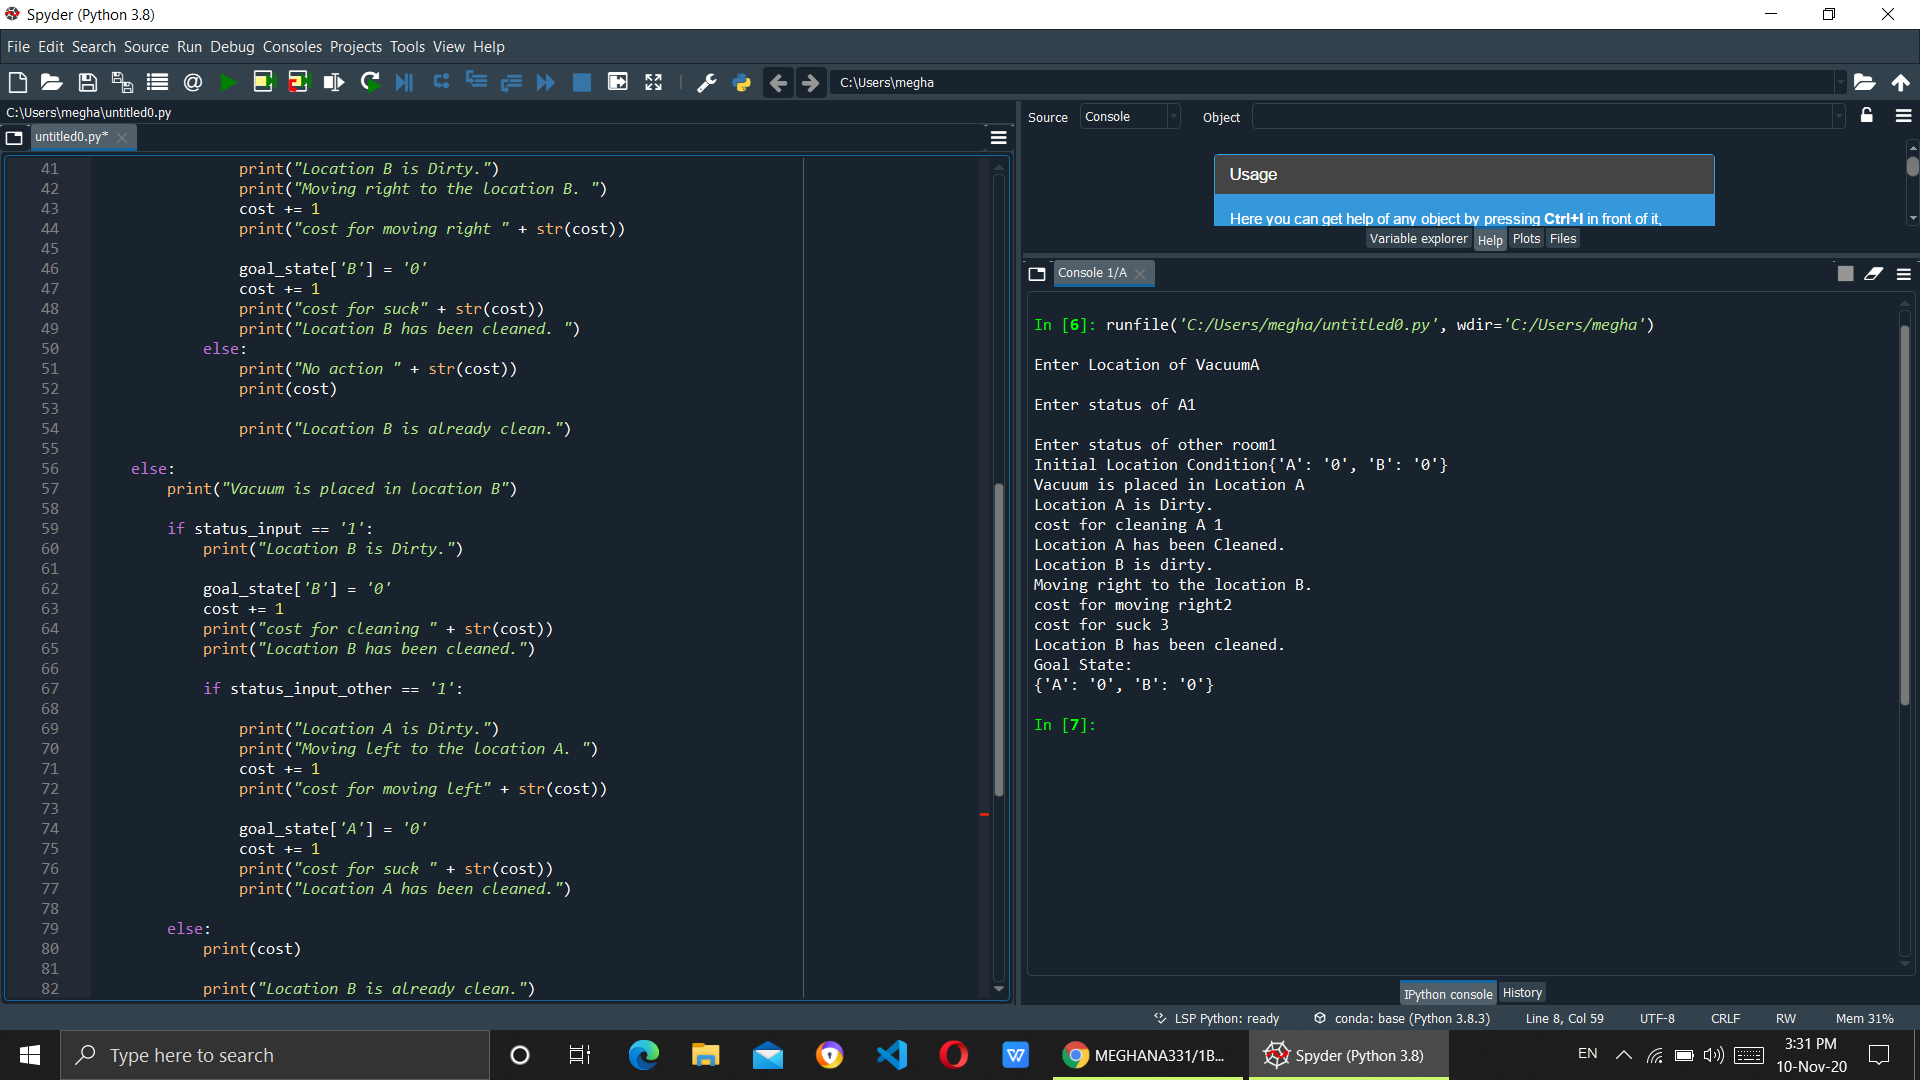 Spyder (Python 3.8)
File Edit Search Source Run Debug Consoles Projects Tools View Help
C:\Users\megha
C:\Users\megha\untitled0.py
untitled0.py*
41 print("Location B is Dirty.")
42 print("Moving right to the location B. ")
43 cost += 1
44 print("cost for moving right " + str(cost))
45
46 goal_state['B'] = '0'
47 cost += 1
48 print("cost for suck" + str(cost))
49 print("Location B has been cleaned. ")
50 else:
51 print("No action " + str(cost))
52 print(cost)
53
54 print("Location B is already clean.")
55
56 else:
57 print("Vacuum is placed in location B")
58
59 if status_input == '1':
60 print("Location B is Dirty.")
61
62 goal_state['B'] = '0'
63 cost += 1
64 print("cost for cleaning " + str(cost))
65 print("Location B has been cleaned.")
66
67 if status_input_other == '1':
68
69 print("Location A is Dirty.")
70 print("Moving left to the location A. ")
71 cost += 1
72 print("cost for moving left" + str(cost))
73
74 goal_state['A'] = '0'
75 cost += 1
76 print("cost for suck " + str(cost))
77 print("Location A has been cleaned.")
78
79 else:
80 print(cost)
81
82 print("Location B is already clean.")
Source Console Object
Usage
Here you can get help of any object by pressing Ctrl+I in front of it,
Variable explorer Help Plots Files
Console 1/A
In [6]: runfile('C:/Users/megha/untitled0.py', wdir='C:/Users/megha')
Enter Location of VacuumA
Enter status of A1
Enter status of other room1
Initial Location Condition{'A': '0', 'B': '0'}
Vacuum is placed in Location A
Location A is Dirty.
cost for cleaning A 1
Location A has been Cleaned.
Location B is dirty.
Moving right to the location B.
cost for moving right2
cost for suck 3
Location B has been cleaned.
Goal State:
{'A': '0', 'B': '0'}
In [7]:
IPython console History
LSP Python: ready conda: base (Python 3.8.3) Line 8, Col 59 UTF-8 CRLF RW Mem 31%
Type here to search
MEGHANA331/1B...
Spyder (Python 3.8)
EN
3:31 PM
10-Nov-20